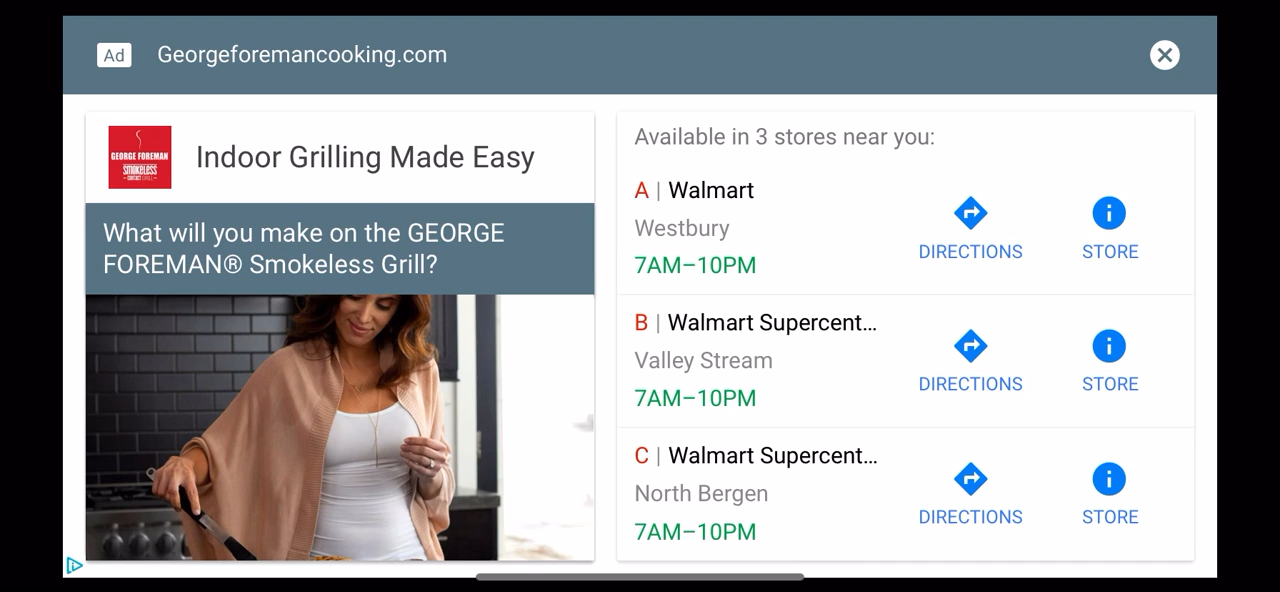 Ad Georgeforemancooking.com
GEORGE FOREMAN
SMOKELESS
CONTACT GRILL
Indoor Grilling Made Easy
What will you make on the GEORGE
FOREMAN® Smokeless Grill?
Available in 3 stores near you:
A | Walmart
Westbury
7AM–10PM
DIRECTIONS
STORE
B | Walmart Supercent…
Valley Stream
7AM–10PM
DIRECTIONS
STORE
C | Walmart Supercent…
North Bergen
7AM–10PM
DIRECTIONS
STORE